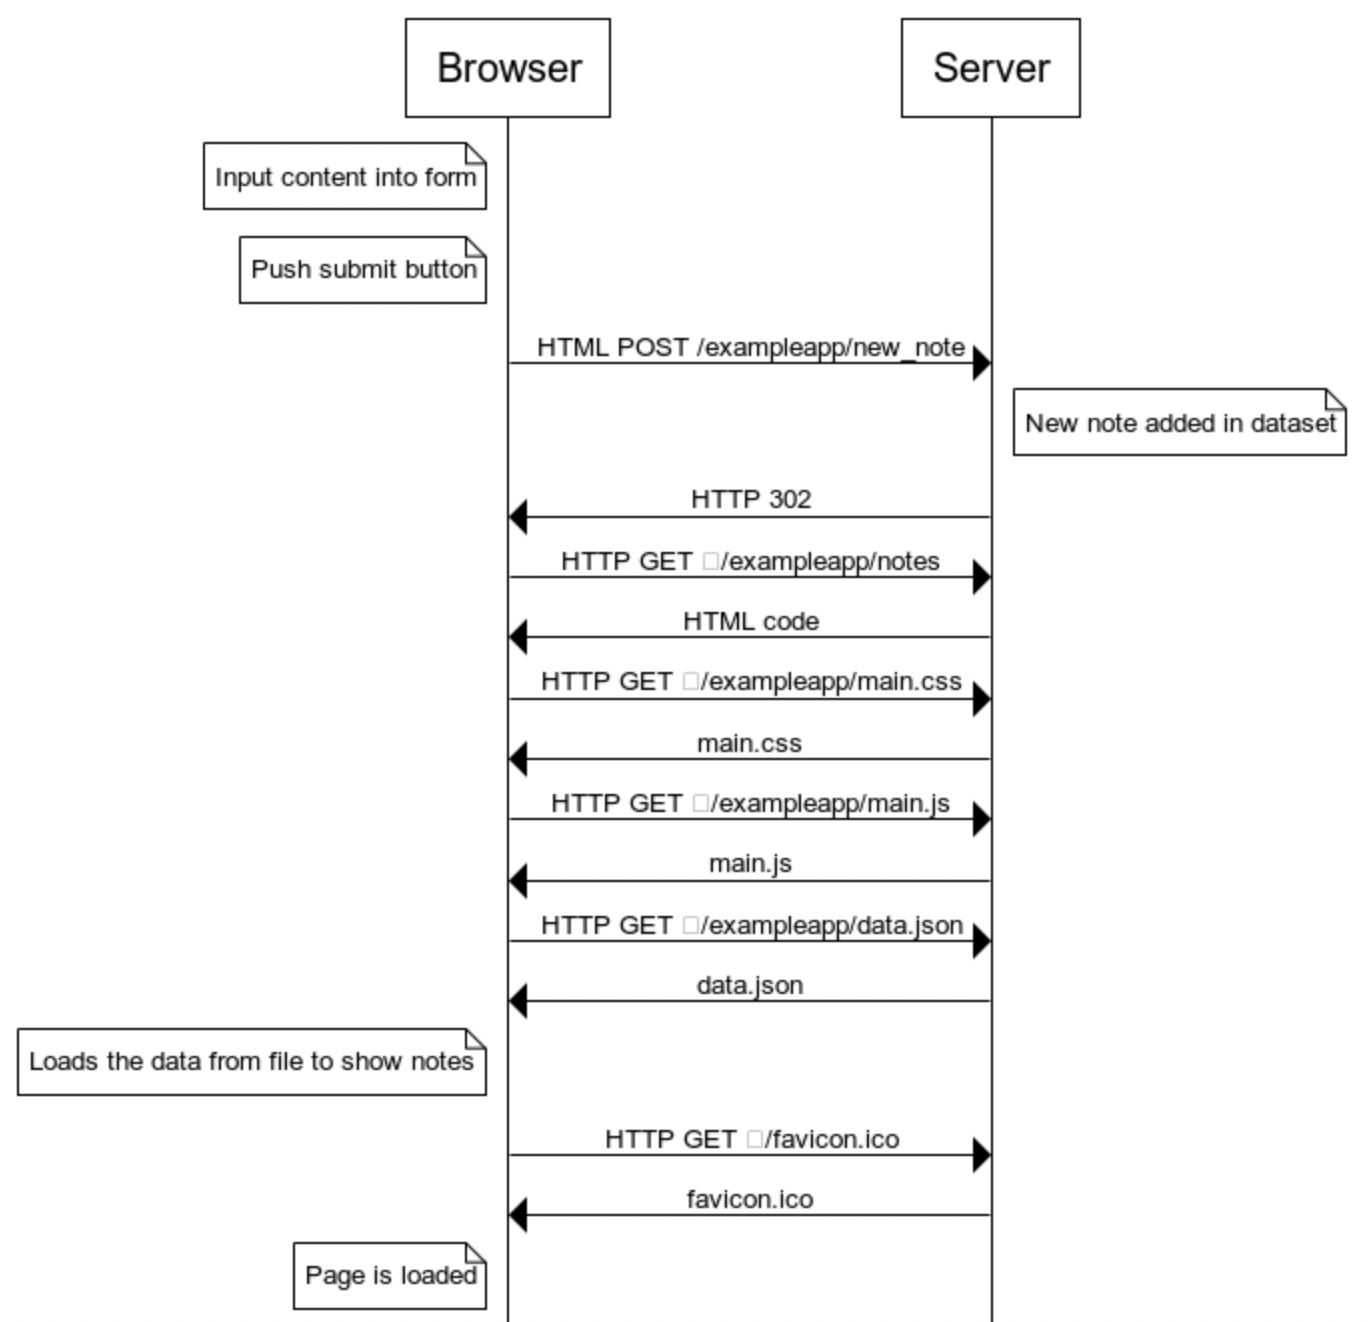 Browser
Server
Input content into form
Push submit button
HTML POST /exampleapp/new_note
New note added in dataset
HTTP 302
HTTP GET □/exampleapp/notes
HTML code
HTTP GET □/exampleapp/main.css
main.css
HTTP GET □/exampleapp/main.js
main.js
HTTP GET □/exampleapp/data.json
data.json
Loads the data from file to show notes
HTTP GET □/favicon.ico
favicon.ico
Page is loaded